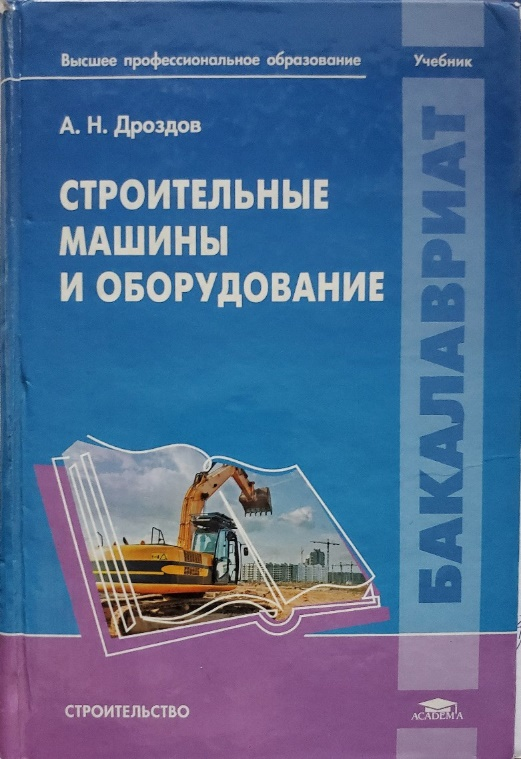 Высшее профессиональное образование
Учебник
А. Н. Дроздов
СТРОИТЕЛЬНЫЕ
МАШИНЫ
И ОБОРУДОВАНИЕ
БАКАЛАВРИАТ
СТРОИТЕЛЬСТВО
ACADEMA